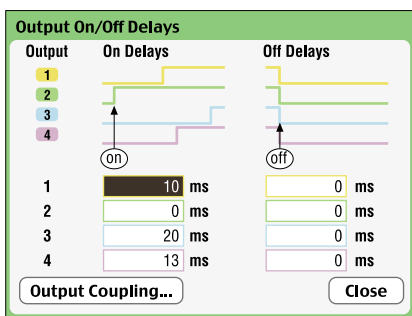 Output On/Off Delays
Output On Delays Off Delays
1
2
3
4
on off
1 10 ms 0 ms
2 0 ms 0 ms
3 20 ms 0 ms
4 13 ms 0 ms
Output Coupling... Close